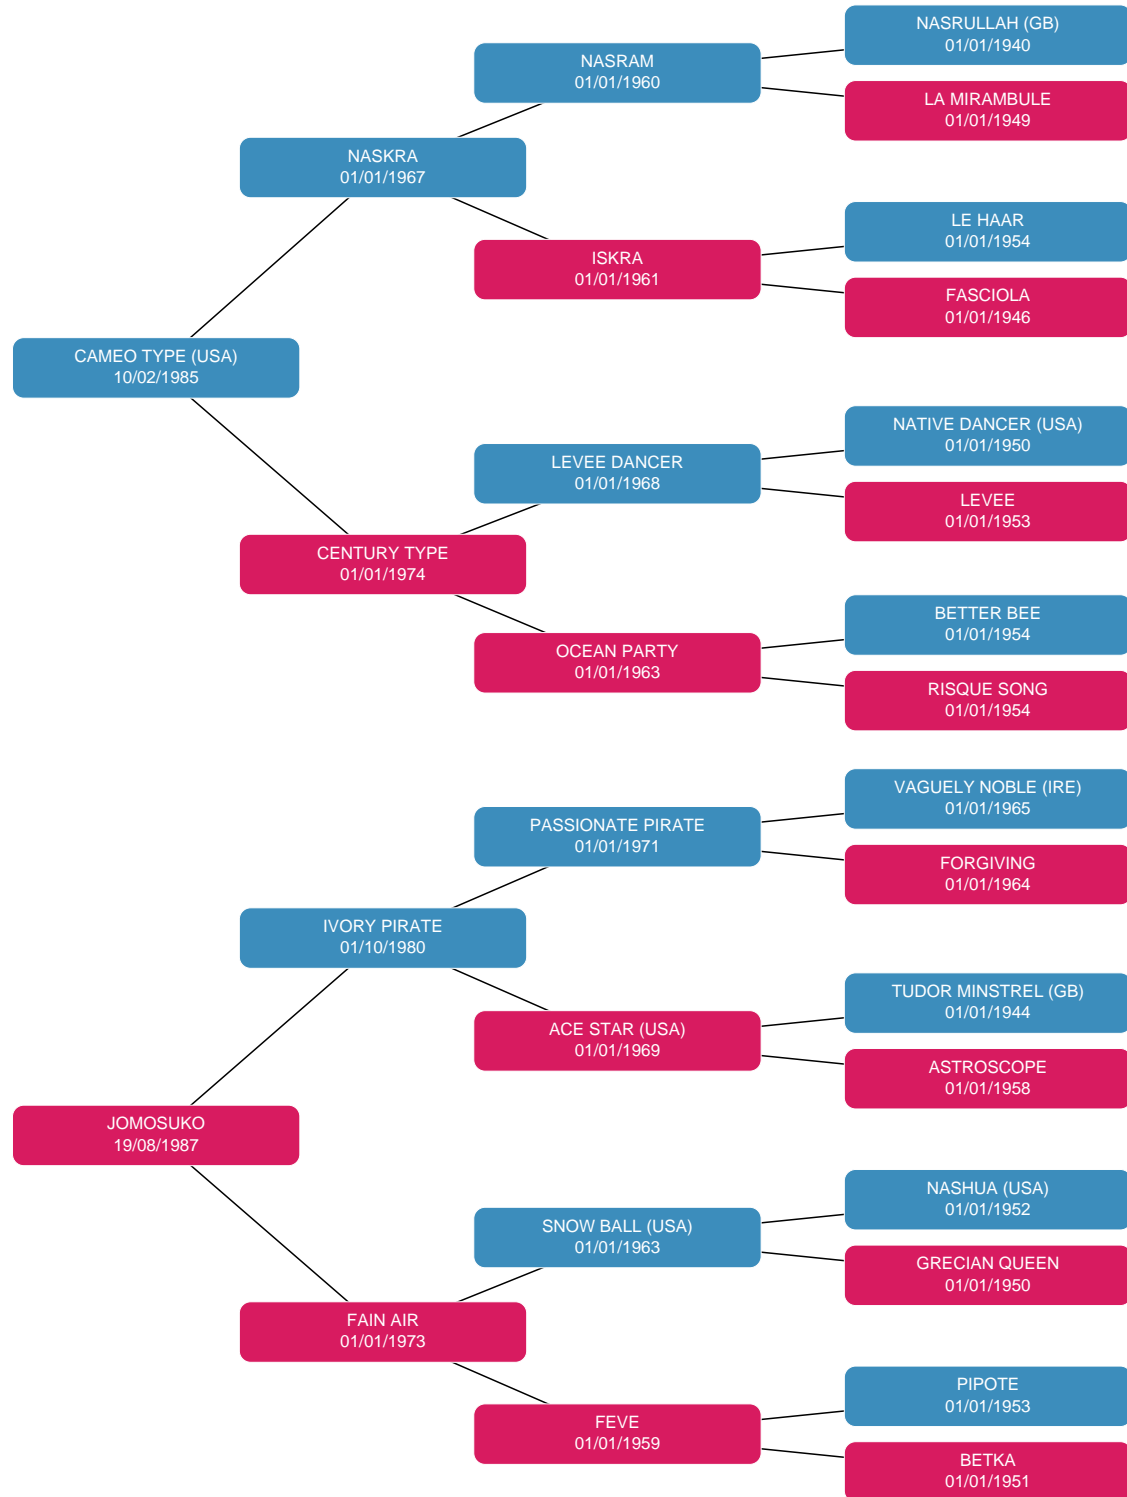 NASRULLAH (GB)
01/01/1940
NASRAM
01/01/1960
LA MIRAMBULE
01/01/1949
NASKRA
01/01/1967
LE HAAR
01/01/1954
ISKRA
01/01/1961
FASCIOLA
01/01/1946
CAMEO TYPE (USA)
10/02/1985
NATIVE DANCER (USA)
01/01/1950
LEVEE DANCER
01/01/1968
LEVEE
01/01/1953
CENTURY TYPE
01/01/1974
BETTER BEE
01/01/1954
OCEAN PARTY
01/01/1963
RISQUE SONG
01/01/1954
VAGUELY NOBLE (IRE)
01/01/1965
PASSIONATE PIRATE
01/01/1971
FORGIVING
01/01/1964
IVORY PIRATE
01/10/1980
TUDOR MINSTREL (GB)
01/01/1944
ACE STAR (USA)
01/01/1969
ASTROSCOPE
01/01/1958
JOMOSUKO
19/08/1987
NASHUA (USA)
01/01/1952
SNOW BALL (USA)
01/01/1963
GRECIAN QUEEN
01/01/1950
FAIN AIR
01/01/1973
PIPOTE
01/01/1953
FEVE
01/01/1959
BETKA
01/01/1951